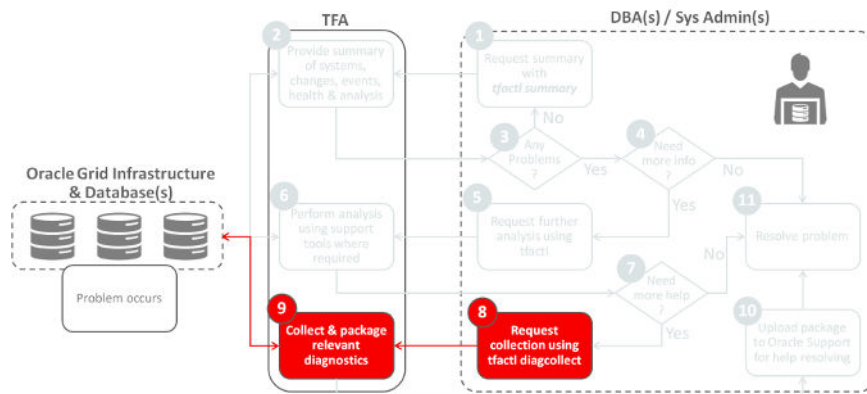 TFA
DBA(s) / Sys Admin(s)
2
Provide summary
of systems,
changes, events,
health & analysis
1
Request summary
with
tfactl summary
No
3
Any
Problems
?
Yes
4
Need
more info
?
No
Oracle Grid Infrastructure
& Database(s)
Problem occurs
6
Perform analysis
using support
tools where
required
5
Request further
analysis using
tfactl
Yes
11
Resolve problem
7
Need
more help
?
No
Yes
9
Collect & package
relevant
diagnostics
8
Request
collection using
tfactl diagcollect
10
Upload package
to Oracle Support
for help resolving